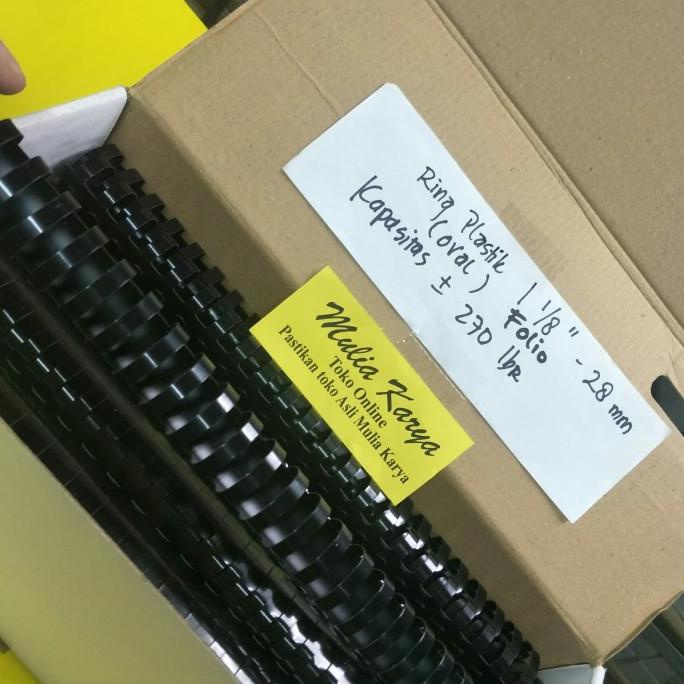 Ring Plastik 1 1/8" - 28 mm
(oval) Folio
Kapasitas ± 270 lbr
Mulia Karya
Toko Online
Pastikan toko Asli Mulia Karya